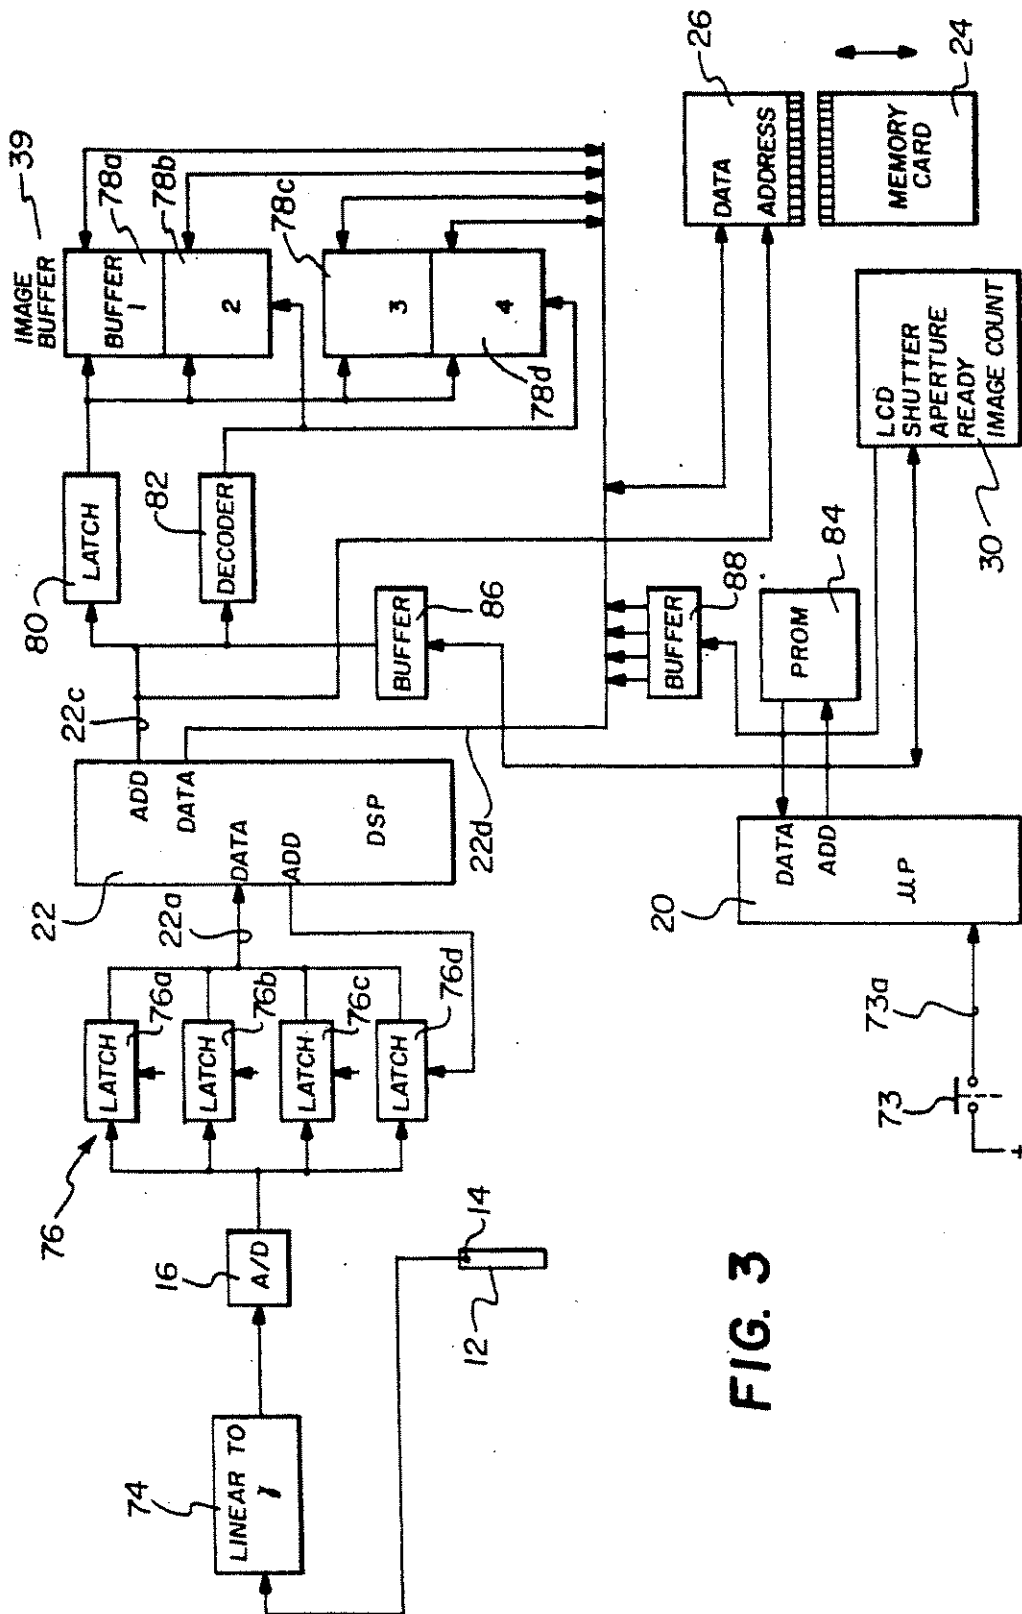 39
IMAGE
BUFFER
BUFFER
1
78a
78b
2
78c
3
4
78d
80
LATCH
82
DECODER
BUFFER
86
22c
22
ADD
DATA
DATA
ADD
DSP
22a
22d
76
LATCH
76a
LATCH
76b
LATCH
76c
LATCH
76d
16
A/D
74
LINEAR TO
γ
14
12
26
DATA
ADDRESS
MEMORY
CARD
24
LCD
SHUTTER
APERTURE
READY
IMAGE COUNT
30
BUFFER
88
PROM
84
20
DATA
ADD
μP
73a
73
FIG. 3